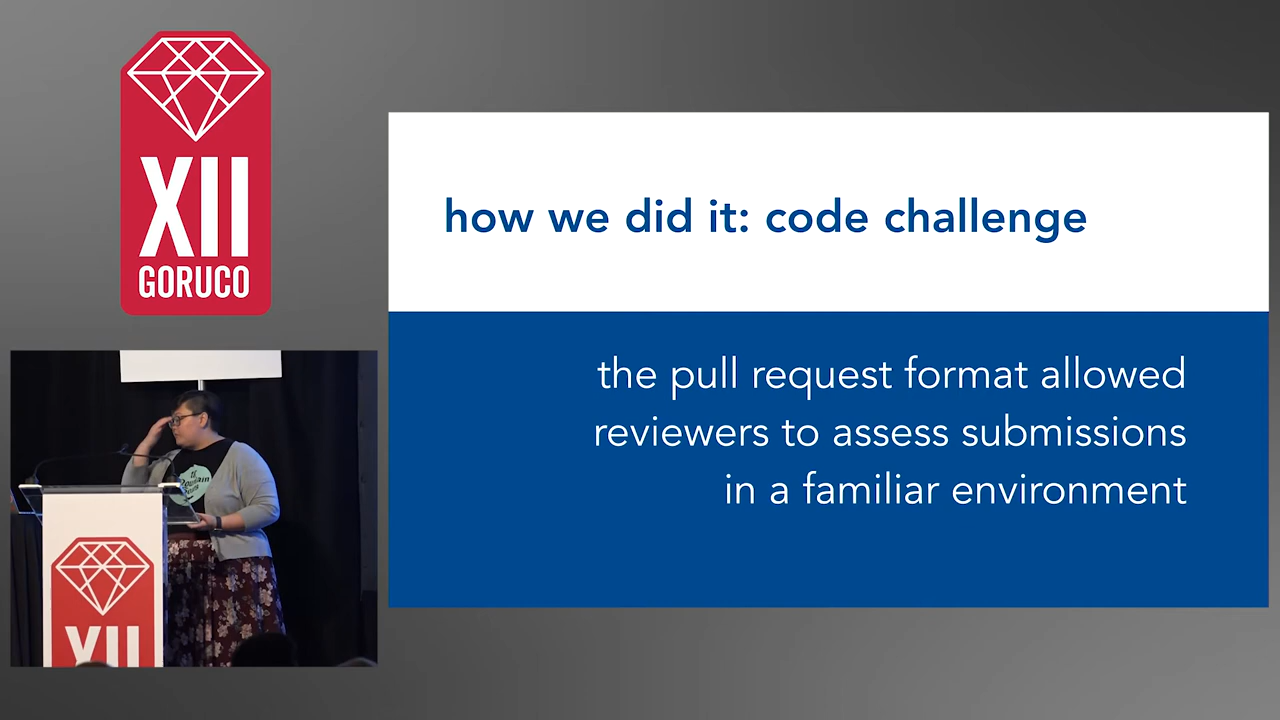 XII
GORUCO
how we did it: code challenge
the pull request format allowed
reviewers to assess submissions
in a familiar environment
XII